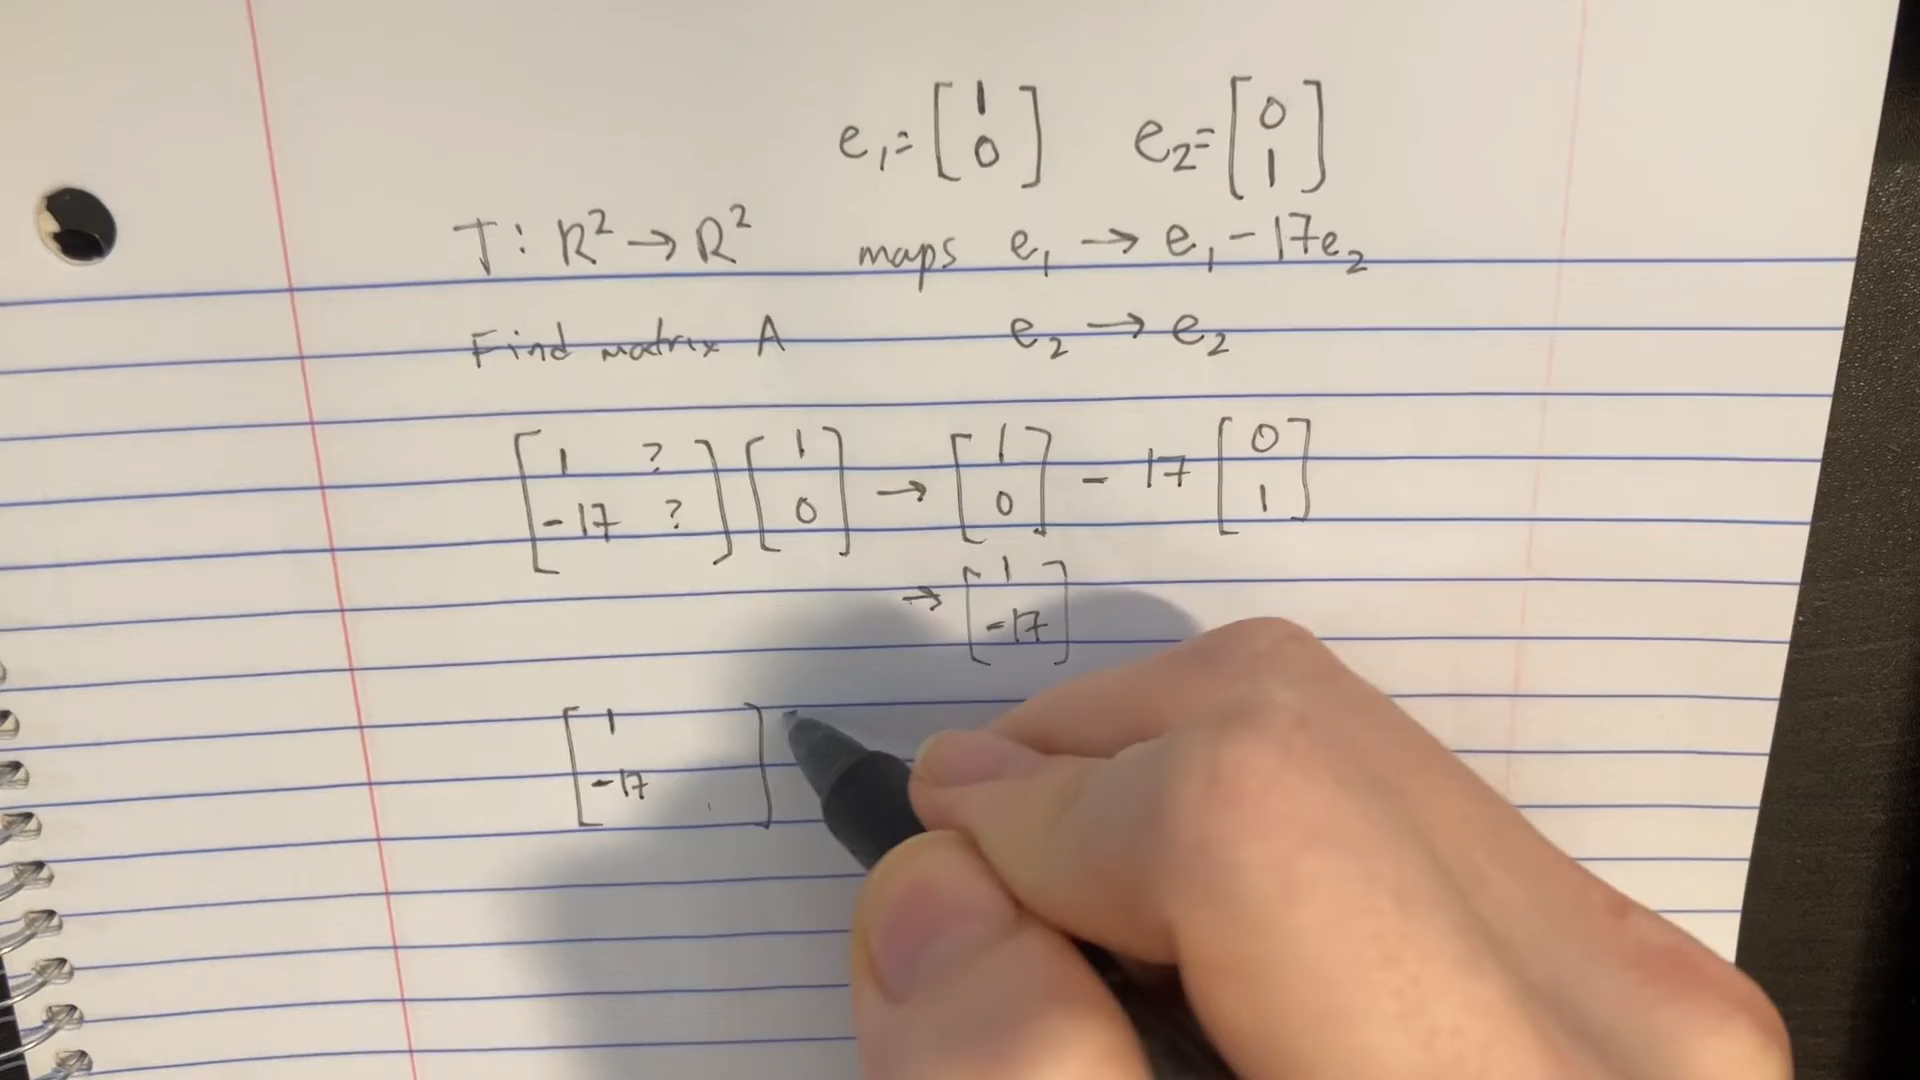 e₁ = [1 0] e₂ = [0 1]
T: R² → R² maps e₁ → e₁ - 17e₂
Find matrix A e₂ → e₂
[1 ? -17 ?] [1 0] → [1 0] - 17 [0 1]
→ [1 -17]
[1 -17 ]